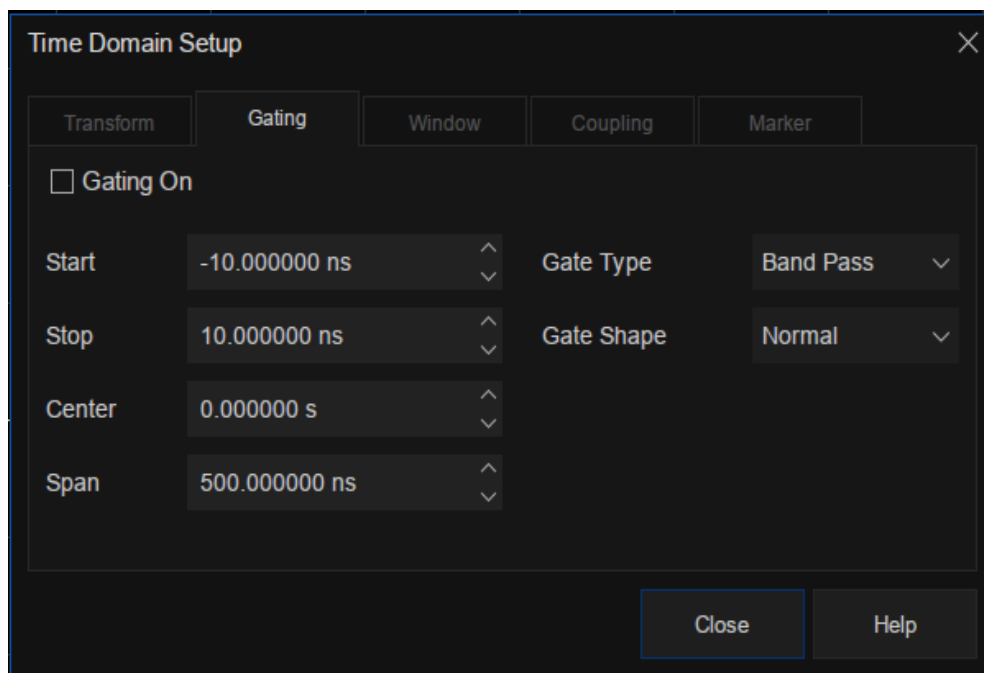 Time Domain Setup
Transform Gating Window Coupling Marker
Gating On
Start -10.000000 ns Gate Type Band Pass
Stop 10.000000 ns Gate Shape Normal
Center 0.000000 s
Span 500.000000 ns
Close Help